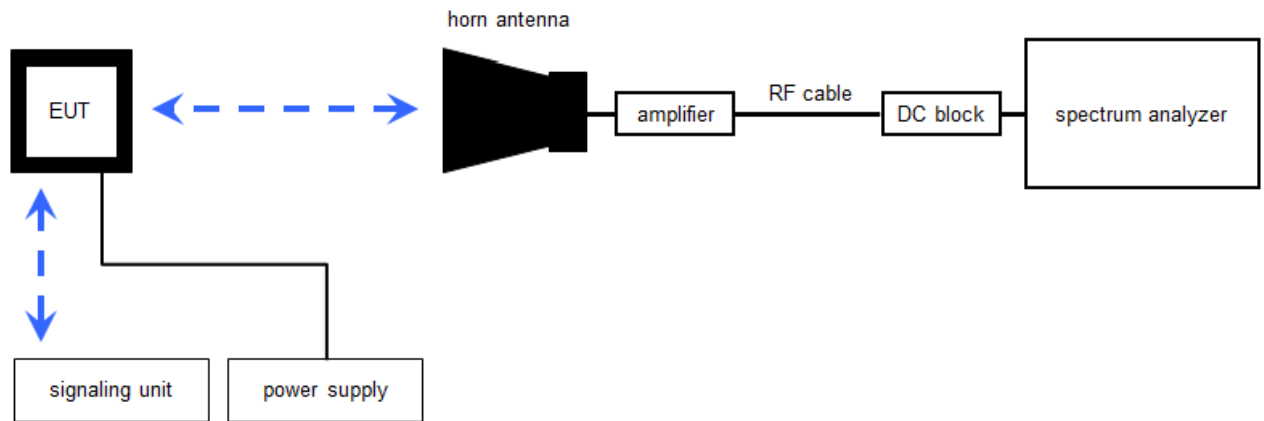 horn antenna
EUT
amplifier
RF cable
DC block
spectrum analyzer
signaling unit
power supply